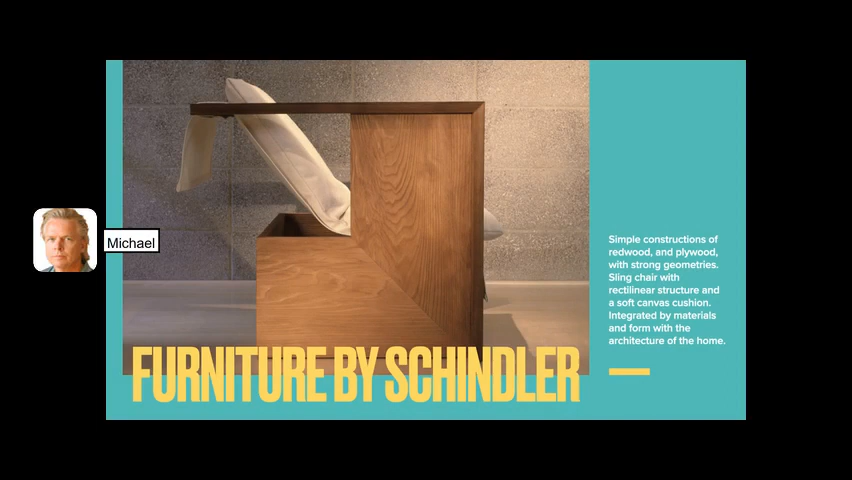 Michael
Simple constructions of
redwood, and plywood,
with strong geometries.
Sling chair with
rectilinear structure and
a soft canvas cushion.
Integrated by materials
and form with the
architecture of the home.
FURNITURE BY SCHINDLER